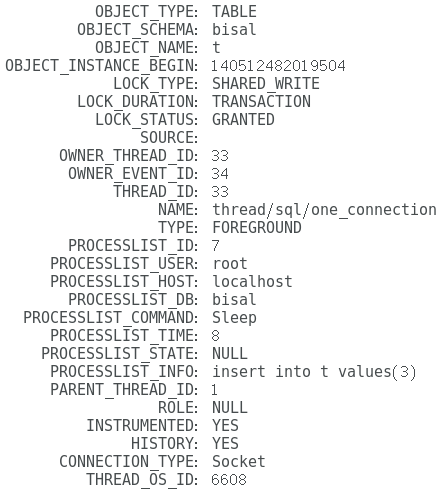 OBJECT_TYPE: TABLE
OBJECT_SCHEMA: bisal
OBJECT_NAME: t
OBJECT_INSTANCE_BEGIN: 140512482019504
LOCK_TYPE: SHARED_WRITE
LOCK_DURATION: TRANSACTION
LOCK_STATUS: GRANTED
SOURCE:
OWNER_THREAD_ID: 33
OWNER_EVENT_ID: 34
THREAD_ID: 33
NAME: thread/sql/one_connection
TYPE: FOREGROUND
PROCESSLIST_ID: 7
PROCESSLIST_USER: root
PROCESSLIST_HOST: localhost
PROCESSLIST_DB: bisal
PROCESSLIST_COMMAND: Sleep
PROCESSLIST_TIME: 8
PROCESSLIST_STATE: NULL
PROCESSLIST_INFO: insert into t values(3)
PARENT_THREAD_ID: 1
ROLE: NULL
INSTRUMENTED: YES
HISTORY: YES
CONNECTION_TYPE: Socket
THREAD_OS_ID: 6608